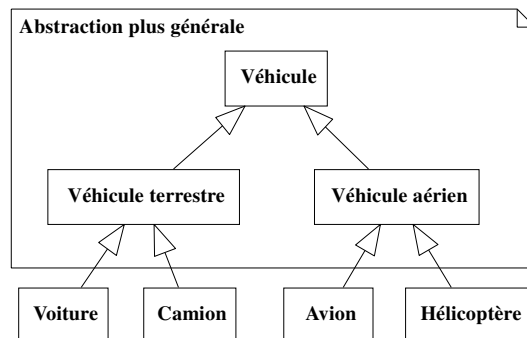 Abstraction plus générale
Véhicule
Véhicule terrestre
Véhicule aérien
Voiture
Camion
Avion
Hélicoptère